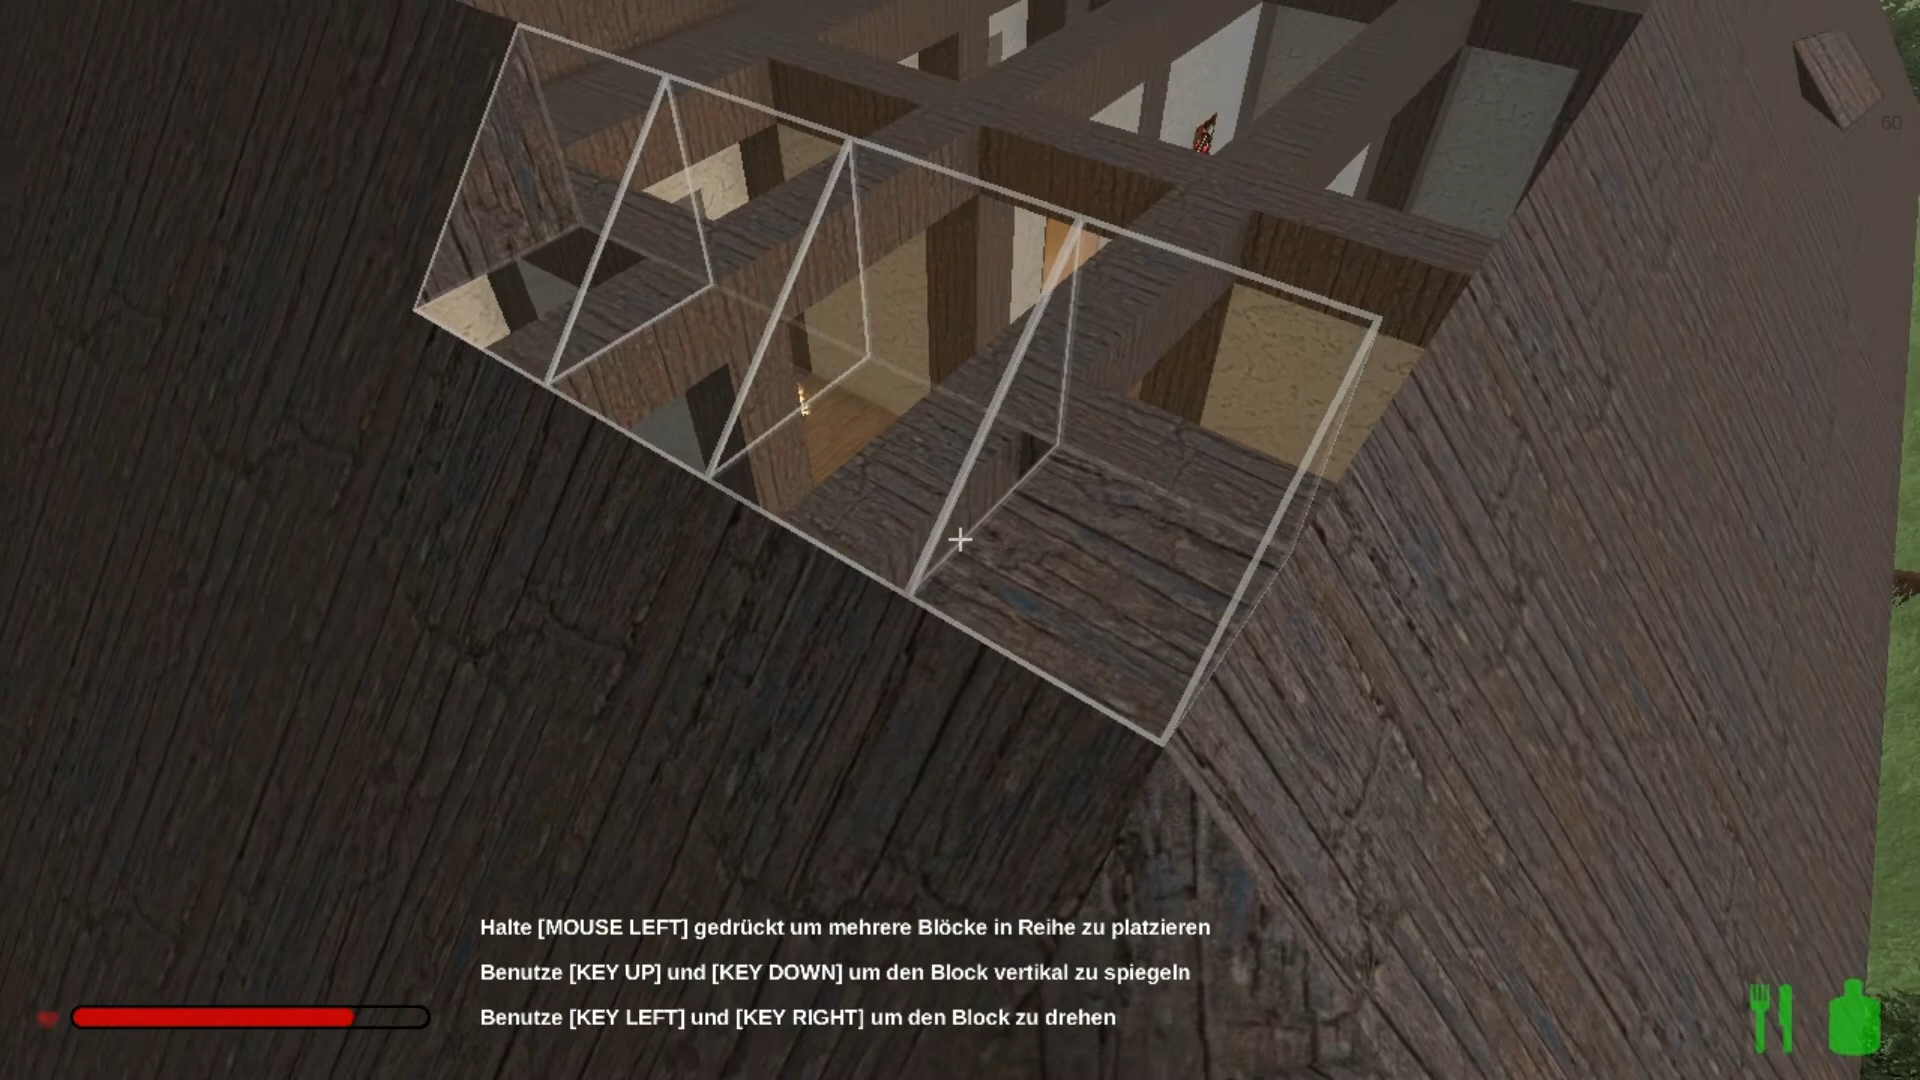 60
Halte [MOUSE LEFT] gedrückt um mehrere Blöcke in Reihe zu platzieren
Benutze [KEY UP] und [KEY DOWN] um den Block vertikal zu spiegeln
Benutze [KEY LEFT] und [KEY RIGHT] um den Block zu drehen